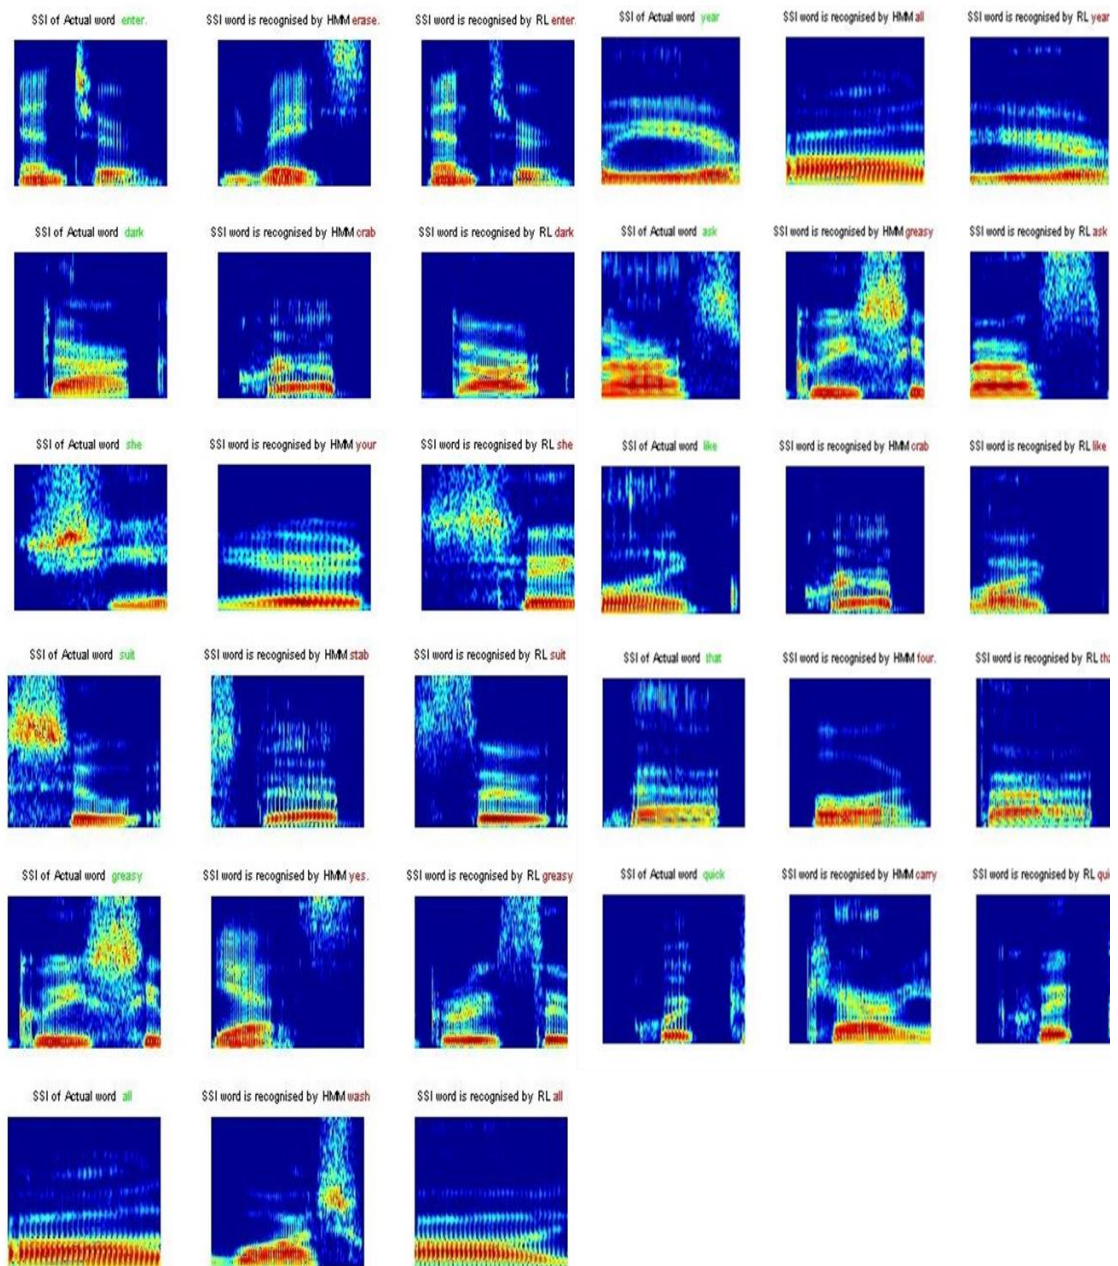 SSI of Actual word enter.
SSI word is recognised by HMM erase.
SSI word is recognised by RL enter.
SSI of Actual word year
SSI word is recognised by HMM all
SSI word is recognised by RL year
SSI of Actual word dark
SSI word is recognised by HMM crab
SSI word is recognised by RL dark
SSI of Actual word ask
SSI word is recognised by HMM greasy
SSI word is recognised by RL ask
SSI of Actual word she
SSI word is recognised by HMM your
SSI word is recognised by RL she
SSI of Actual word like
SSI word is recognised by HMM crab
SSI word is recognised by RL like
SSI of Actual word suit
SSI word is recognised by HMM stab
SSI word is recognised by RL suit
SSI of Actual word that
SSI word is recognised by HMM four.
SSI word is recognised by RL tha
SSI of Actual word greasy
SSI word is recognised by HMM yes.
SSI word is recognised by RL greasy
SSI of Actual word quick
SSI word is recognised by HMM carry
SSI word is recognised by RL quic
SSI of Actual word all
SSI word is recognised by HMM wash
SSI word is recognised by RL all